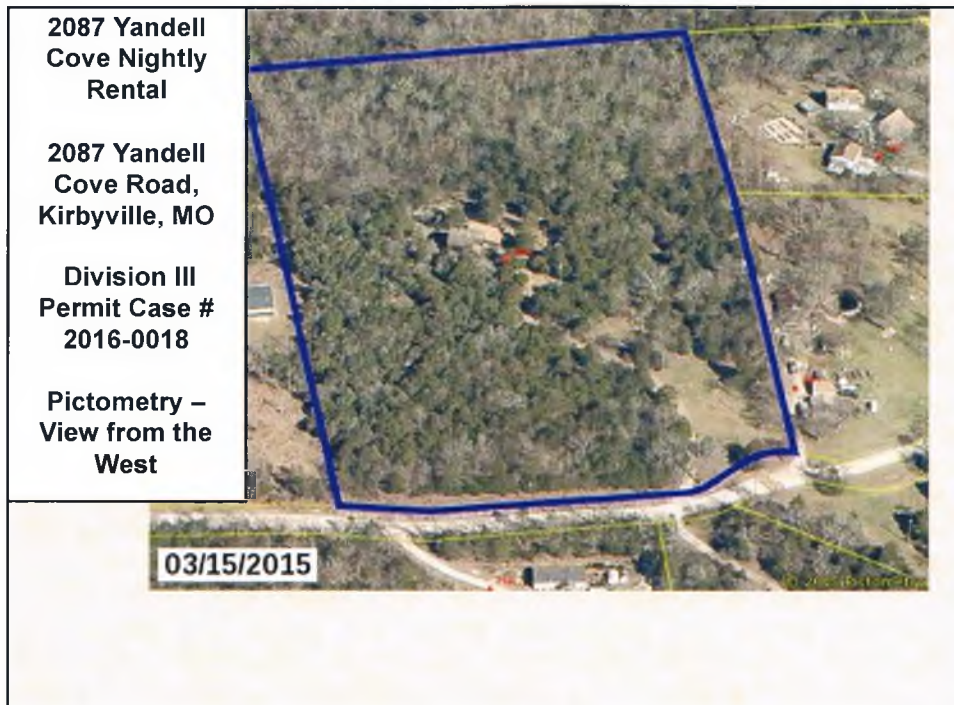 2087 Yandell
Cove Nightly
Rental
2087 Yandell
Cove Road,
Kirbyville, MO
Division III
Permit Case #
2016-0018
Pictometry –
View from the
West
03/15/2015
Pictometry